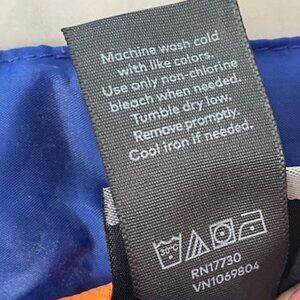 Machine wash cold
with like colors.
Use only non-chlorine
bleach when needed.
Tumble dry low.
Remove promptly.
Cool iron if needed.
30°C
RN17730
VN1069804